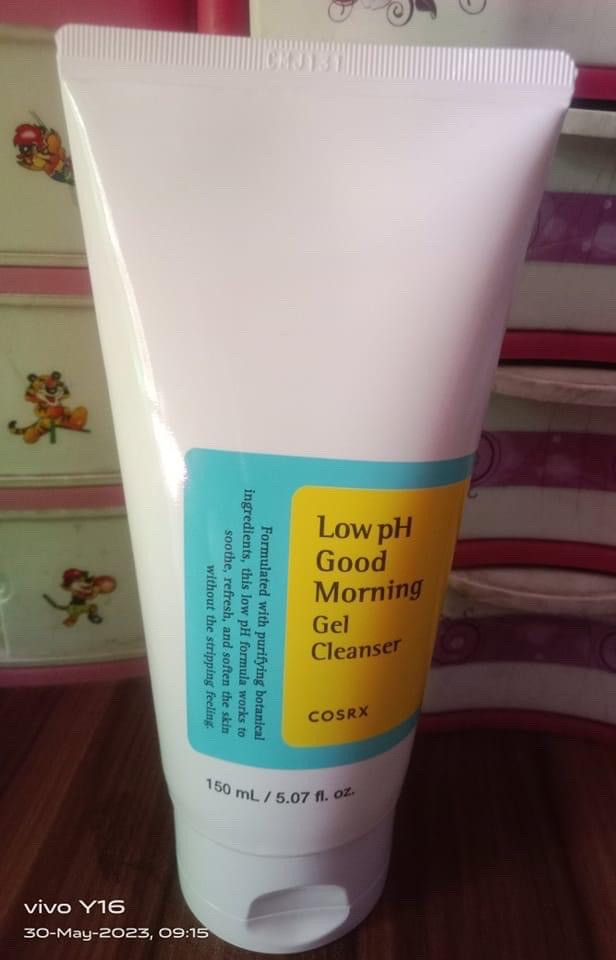 Low pH
Good
Morning
Gel
Cleanser
COSRX
Formulated with purifying botanical
ingredients, this low pH formula works to
soothe, refresh, and soften the skin
without the stripping feeling.
150 mL / 5.07 fl. oz.
vivo Y16
30-May-2023, 09:15